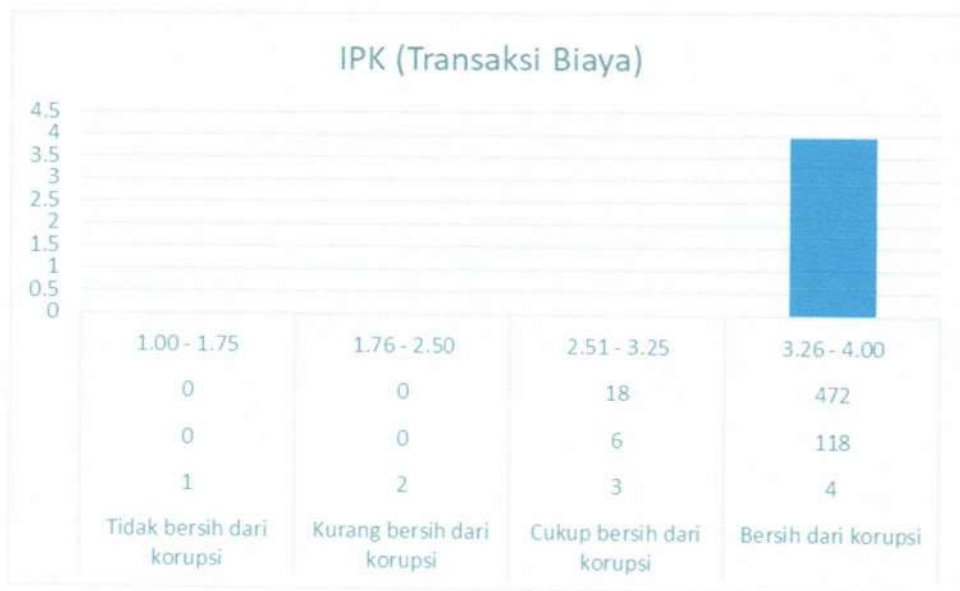 IPK (Transaksi Biaya)
4.5
4
3.5
3
2.5
2
1.5
1
0.5
0
1.00 - 1.75 1.76 - 2.50 2.51 - 3.25 3.26 - 4.00
0 0 18 472
0 0 6 118
1 2 3 4
Tidak bersih dari Kurang bersih dari Cukup bersih dari Bersih dari korupsi
korupsi korupsi korupsi